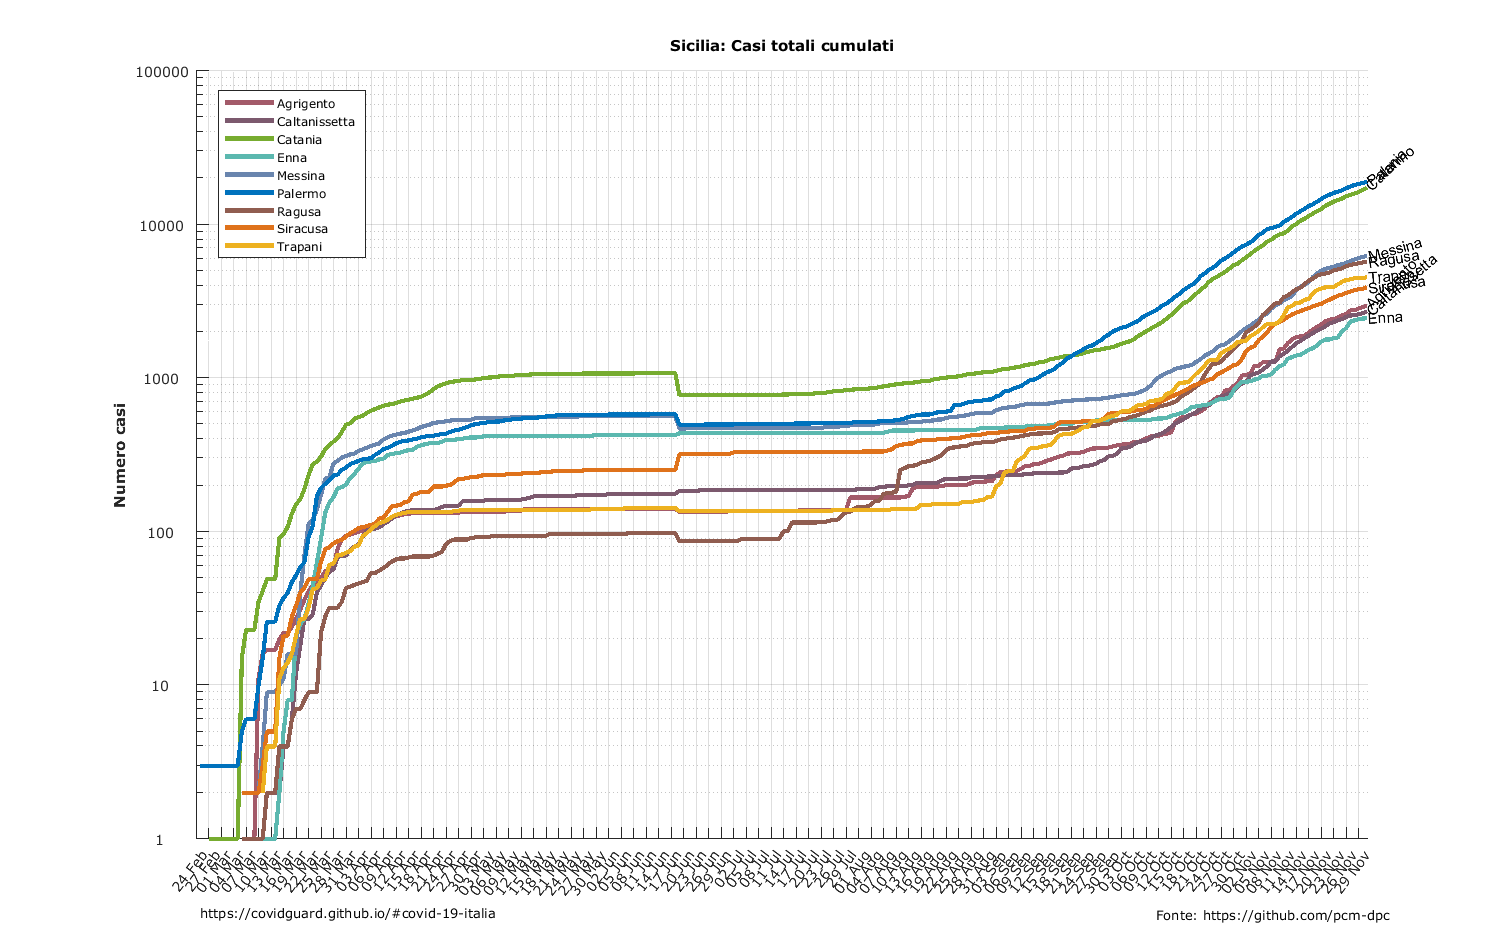 Sicilia: Casi totali cumulati
100000
10000
1000
100
10
1
Numero casi
Agrigento
Caltanissetta
Catania
Enna
Messina
Palermo
Ragusa
Siracusa
Trapani
Palermo
Catania
Messina
Ragusa
Trapani
Siracusa
Agrigento
Caltanissetta
Enna
24 Feb
27 Feb
01 Mar
04 Mar
07 Mar
10 Mar
13 Mar
16 Mar
19 Mar
22 Mar
25 Mar
28 Mar
31 Mar
03 Apr
06 Apr
09 Apr
12 Apr
15 Apr
18 Apr
21 Apr
24 Apr
27 Apr
30 Apr
03 May
06 May
09 May
12 May
15 May
18 May
21 May
24 May
27 May
30 May
02 Jun
05 Jun
08 Jun
11 Jun
14 Jun
17 Jun
20 Jun
23 Jun
26 Jun
29 Jun
02 Jul
05 Jul
08 Jul
11 Jul
14 Jul
17 Jul
20 Jul
23 Jul
26 Jul
29 Jul
01 Aug
04 Aug
07 Aug
10 Aug
13 Aug
16 Aug
19 Aug
22 Aug
25 Aug
28 Aug
31 Aug
03 Sep
06 Sep
09 Sep
12 Sep
15 Sep
18 Sep
21 Sep
24 Sep
27 Sep
30 Sep
03 Oct
06 Oct
09 Oct
12 Oct
15 Oct
18 Oct
21 Oct
24 Oct
27 Oct
30 Oct
02 Nov
05 Nov
08 Nov
11 Nov
14 Nov
17 Nov
20 Nov
23 Nov
26 Nov
29 Nov
https://covidguard.github.io/#covid-19-italia
Fonte: https://github.com/pcm-dpc